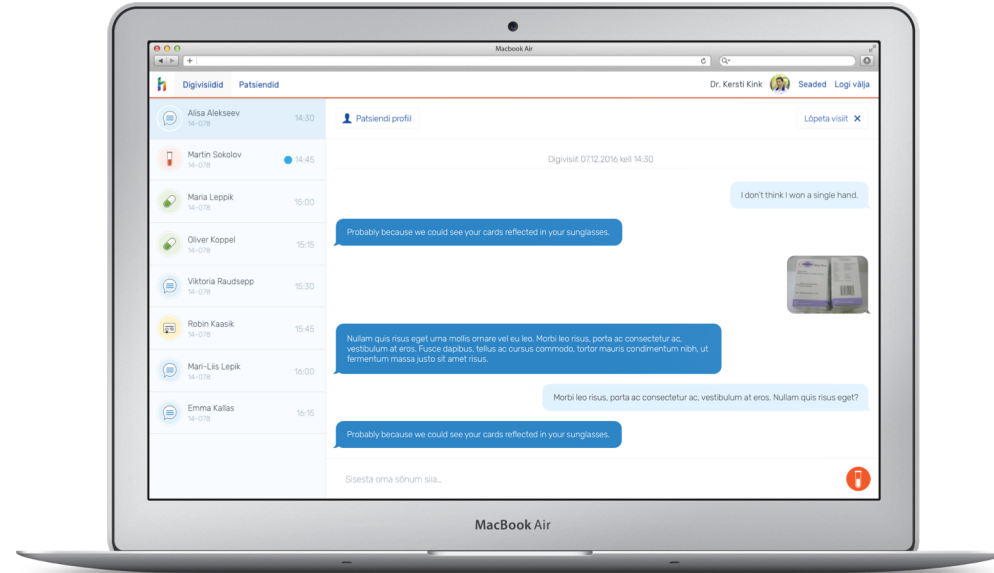 Macbook Air
Digivisiidid Patsiendid
Dr. Kersti Kink Seaded Logi välja
Alisa Alekseev
14-078
14:30
Martin Sokolov
14-078
14:45
Maria Leppik
14-078
15:00
Oliver Koppel
14-078
15:15
Viktoria Raudsepp
14-078
15:30
Robin Kaasik
14-078
15:45
Mari-Liis Lepik
14-078
16:00
Emma Kallas
14-078
16:15
Patsiendi profiil
Lõpeta visiit
Digivisiit 07.12.2016 kell 14:30
I don't think I won a single hand.
Probably because we could see your cards reflected in your sunglasses.
Nullam quis risus eget urna mollis ornare vel eu leo. Morbi leo risus, porta ac consectetur ac,
vestibulum at eros. Fusce dapibus, tellus ac cursus commodo, tortor mauris condimentum nibh, ut
fermentum massa justo sit amet risus.
Morbi leo risus, porta ac consectetur ac, vestibulum at eros. Nullam quis risus eget?
Probably because we could see your cards reflected in your sunglasses.
Sisesta oma sõnum siia...
MacBook Air